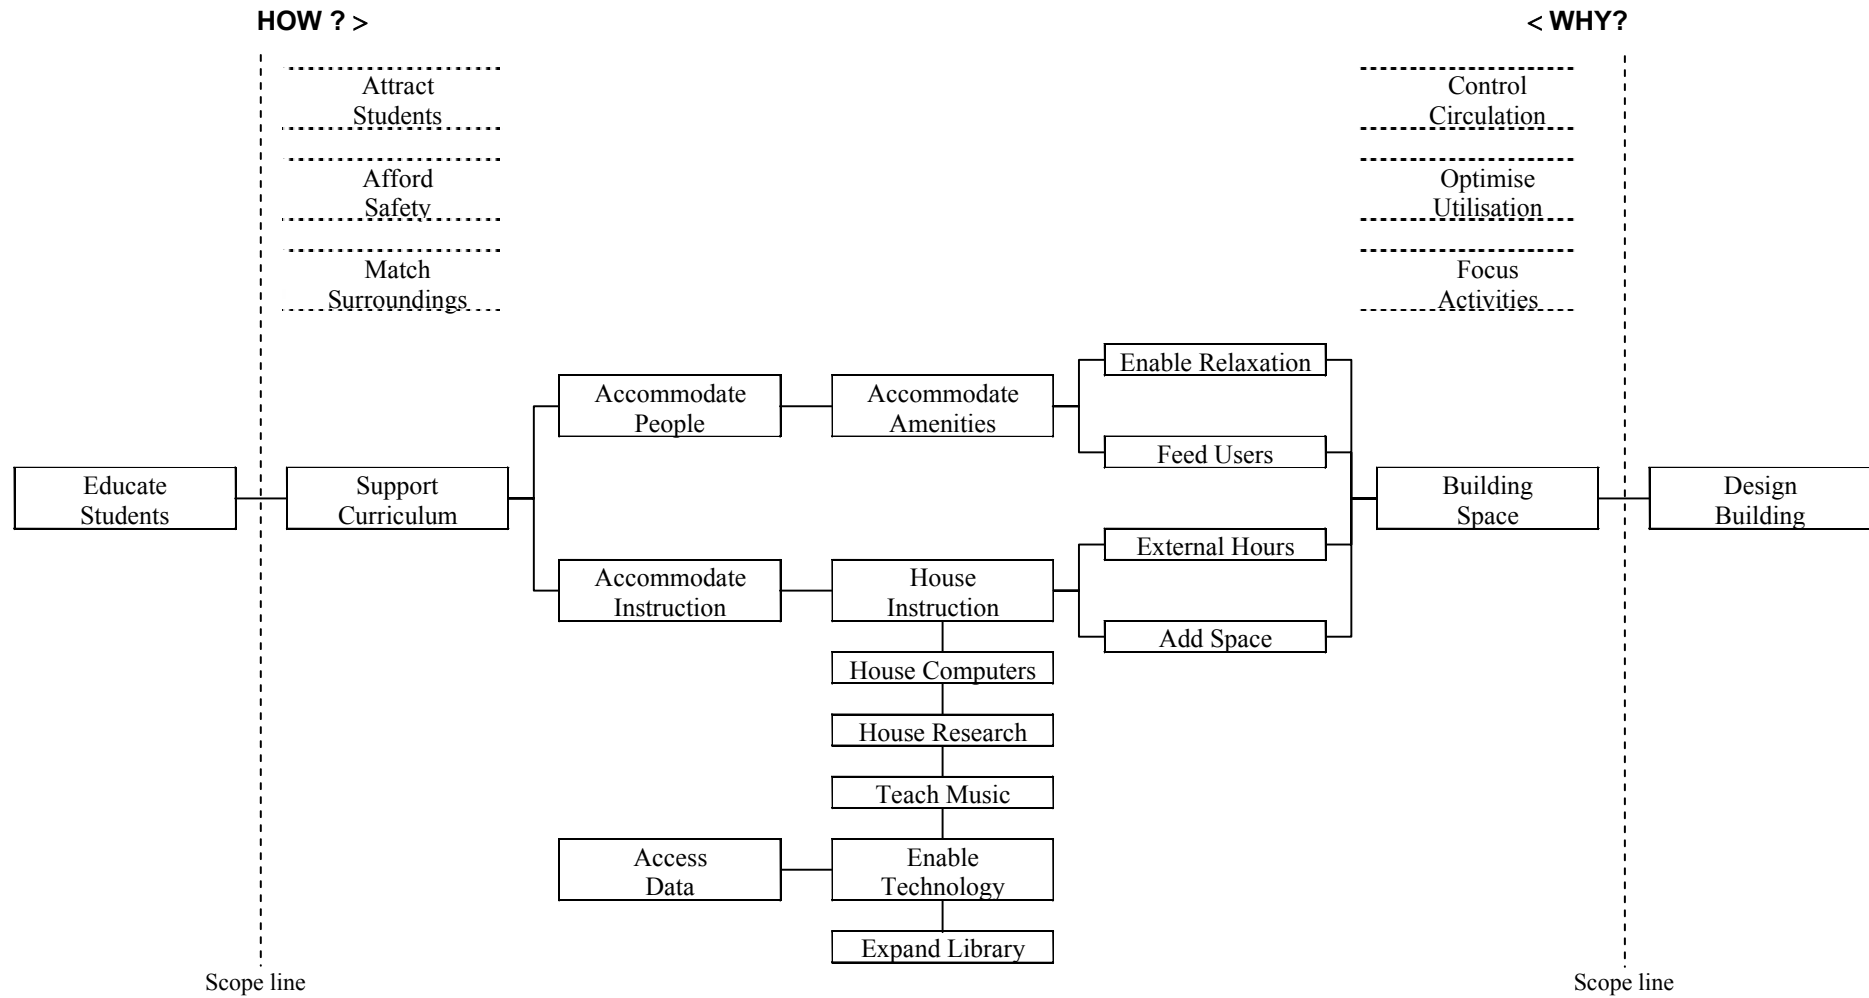 HOW ? >
< WHY?
Attract
Students
Control
Circulation
Afford
Safety
Optimise
Utilisation
Match
Surroundings
Focus
Activities
Enable Relaxation
Accommodate
People
Accommodate
Amenities
Feed Users
Educate
Students
Support
Curriculum
Building
Space
Design
Building
External Hours
Accommodate
Instruction
House
Instruction
Add Space
House Computers
House Research
Teach Music
Access
Data
Enable
Technology
Expand Library
Scope line
Scope line